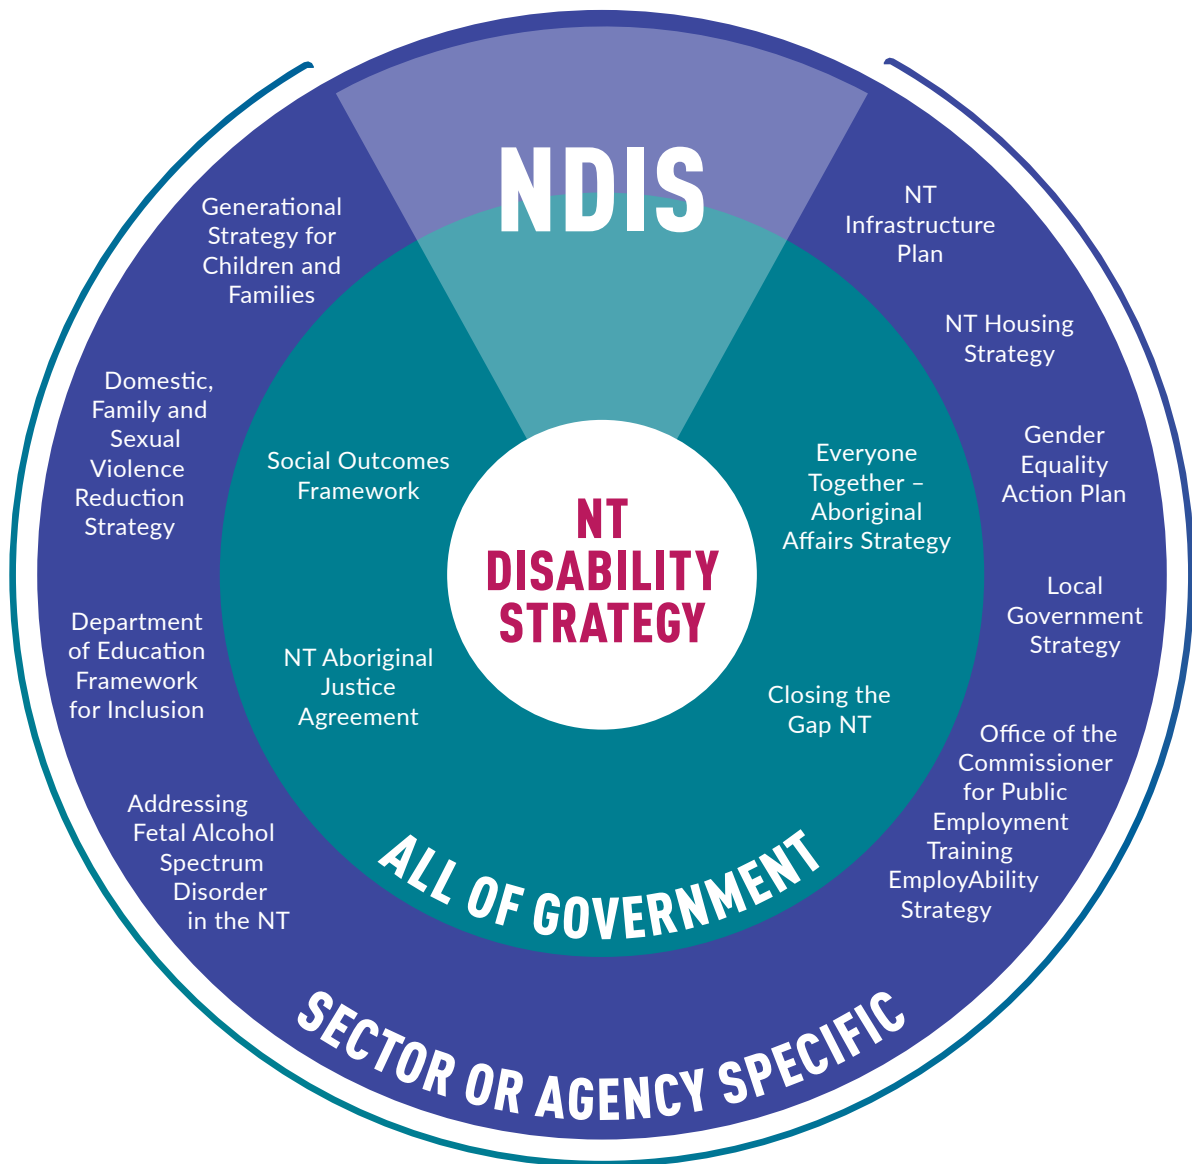 NDIS
Generational
Strategy for
Children and
Families
Domestic,
Family and
Sexual
Violence
Reduction
Strategy
Department
of Education
Framework
for Inclusion
Addressing
Fetal Alcohol
Spectrum
Disorder
in the NT
Social Outcomes
Framework
NT Aboriginal
Justice
Agreement
NT
DISABILITY
STRATEGY
Everyone
Together –
Aboriginal
Affairs Strategy
Closing the
Gap NT
NT
Infrastructure
Plan
NT Housing
Strategy
Gender
Equality
Action Plan
Local
Government
Strategy
Office of the
Commissioner
for Public
Employment
Training
EmployAbility
Strategy
ALL OF GOVERNMENT
SECTOR OR AGENCY SPECIFIC